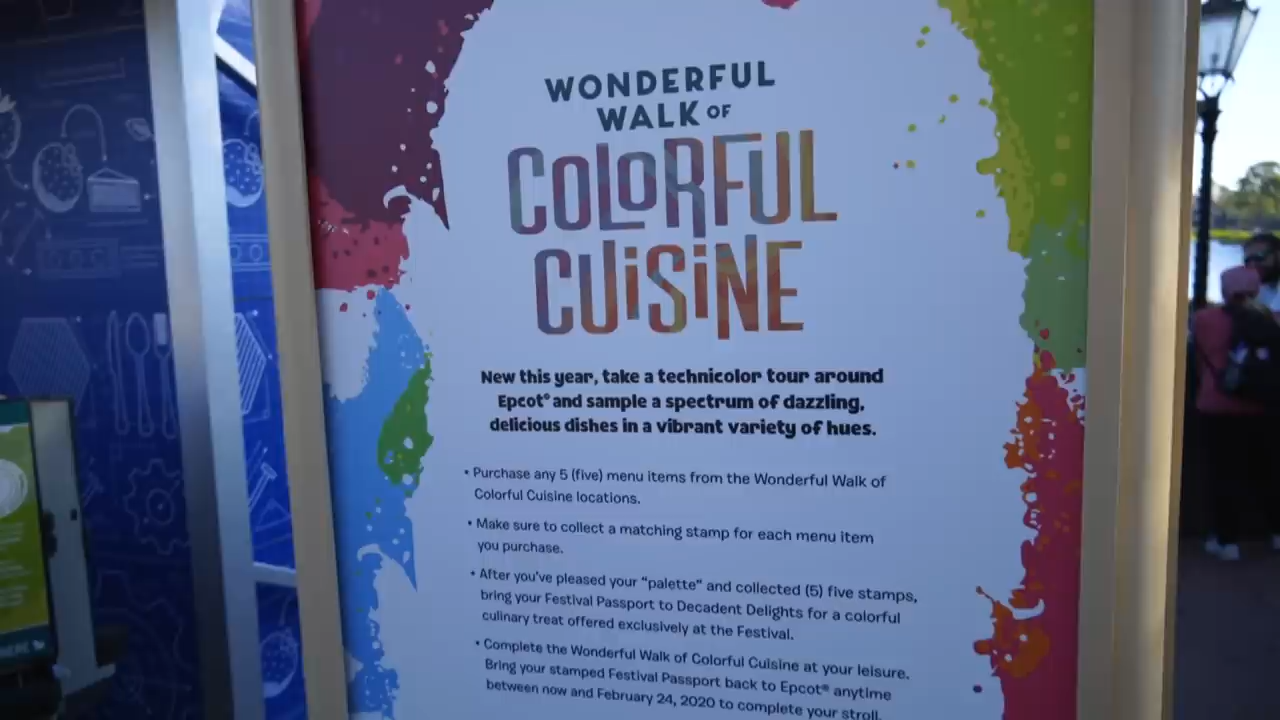 WONDERFUL
WALK OF
COLORFUL
CUISINE
New this year, take a technicolor tour around
Epcot® and sample a spectrum of dazzling,
delicious dishes in a vibrant variety of hues.
• Purchase any 5 (five) menu items from the Wonderful Walk of
Colorful Cuisine locations.
• Make sure to collect a matching stamp for each menu item
you purchase.
• After you've pleased your "palette" and collected (5) five stamps,
bring your Festival Passport to Decadent Delights for a colorful
culinary treat offered exclusively at the Festival.
• Complete the Wonderful Walk of Colorful Cuisine at your leisure.
Bring your stamped Festival Passport back to Epcot® anytime
between now and February 24, 2020 to complete your stroll.